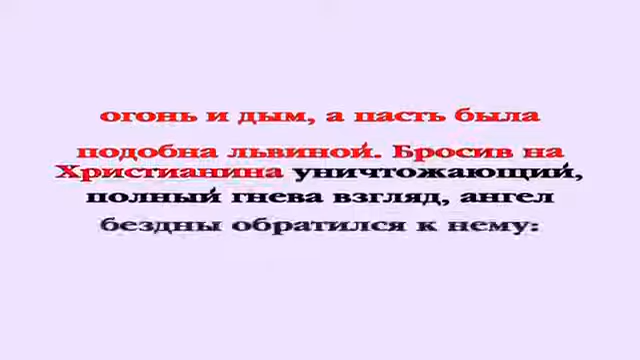 огонь и дым, а пасть была
подобна львиной. Бросив на
Христианина уничтожающий,
полный гнева взгляд, ангел
бездны обратился к нему: